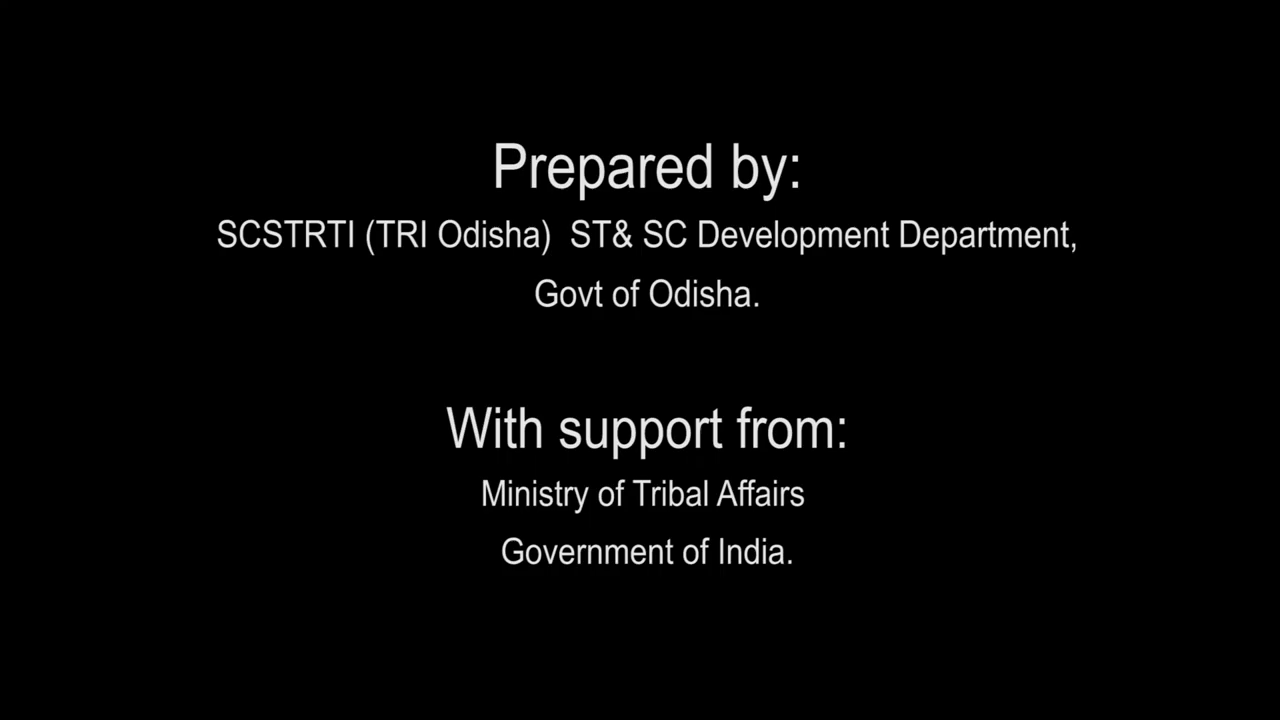 Prepared by:
SCSTRTI (TRI Odisha)  ST& SC Development Department,
Govt of Odisha.
With support from:
Ministry of Tribal Affairs
Government of India.